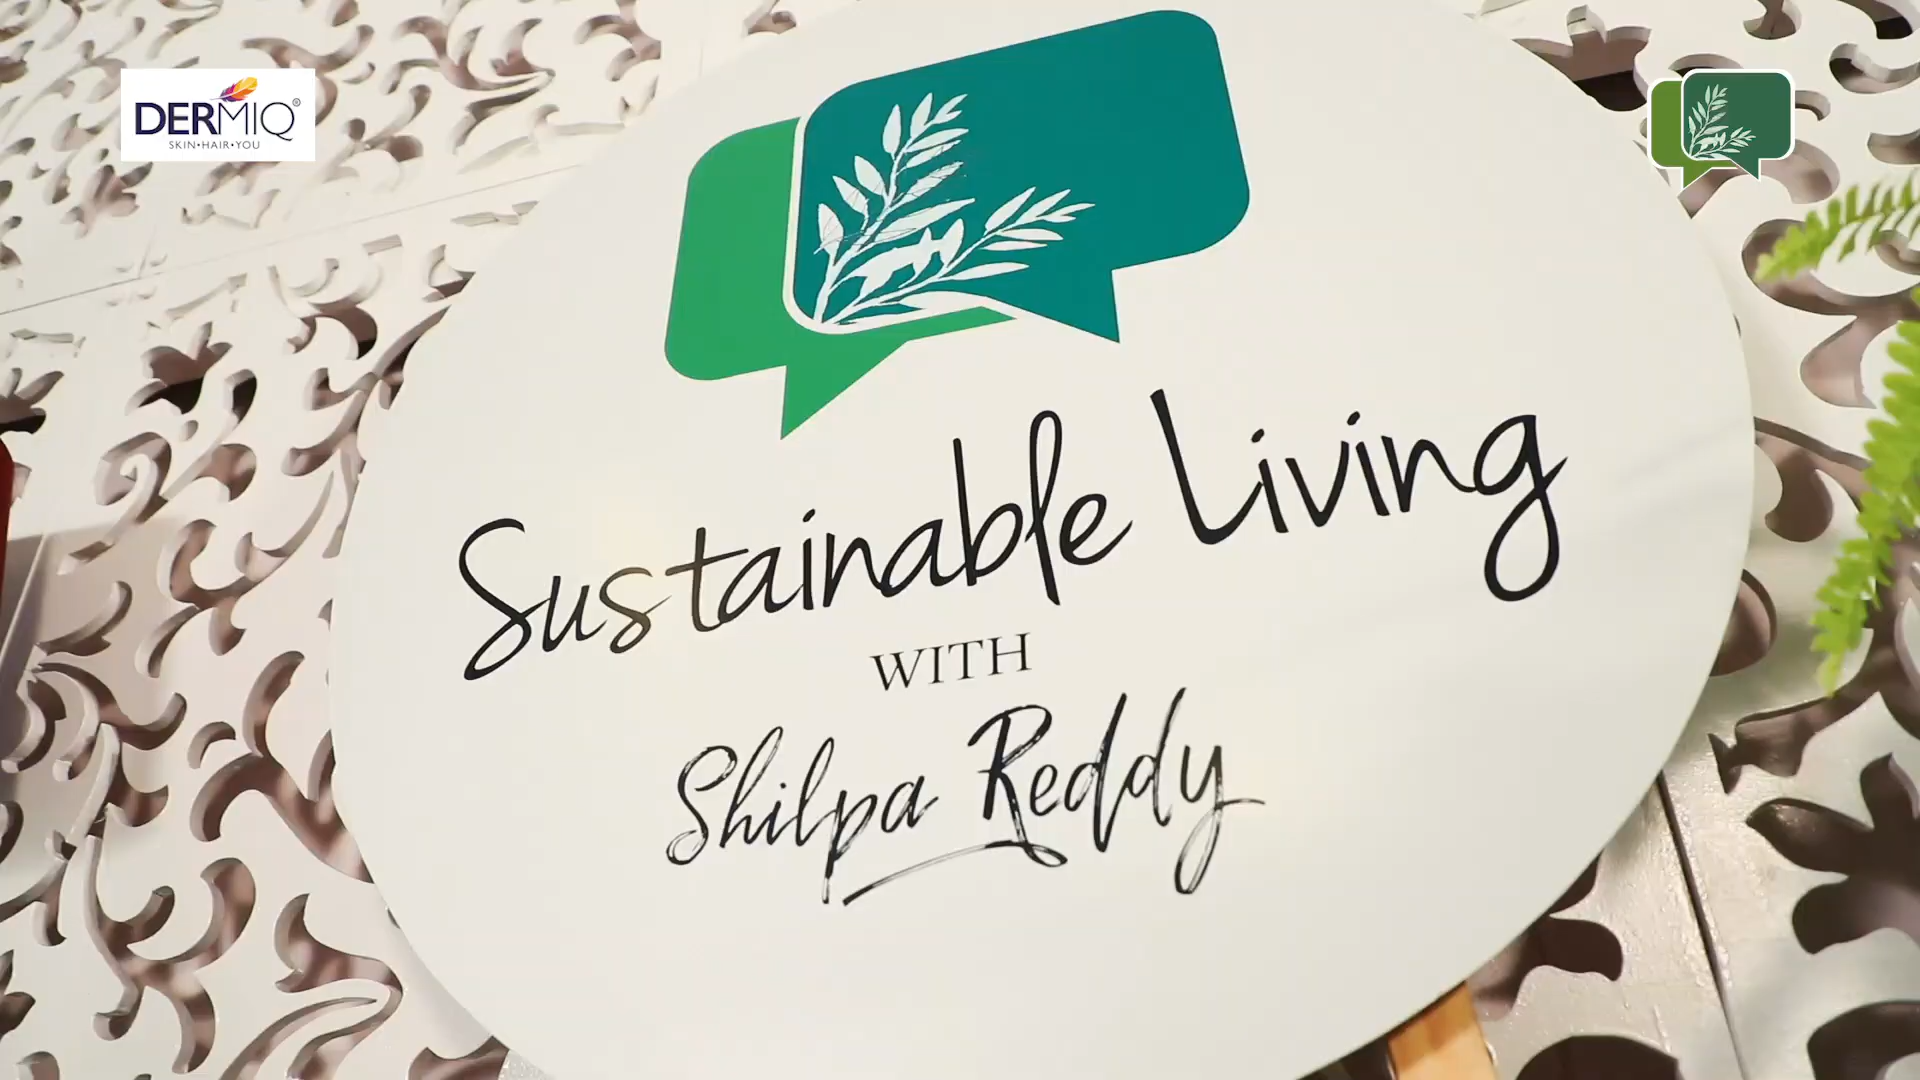 DERMIQ®
SKIN•HAIR•YOU
Sustainable Living
WITH
Shilpa Reddy